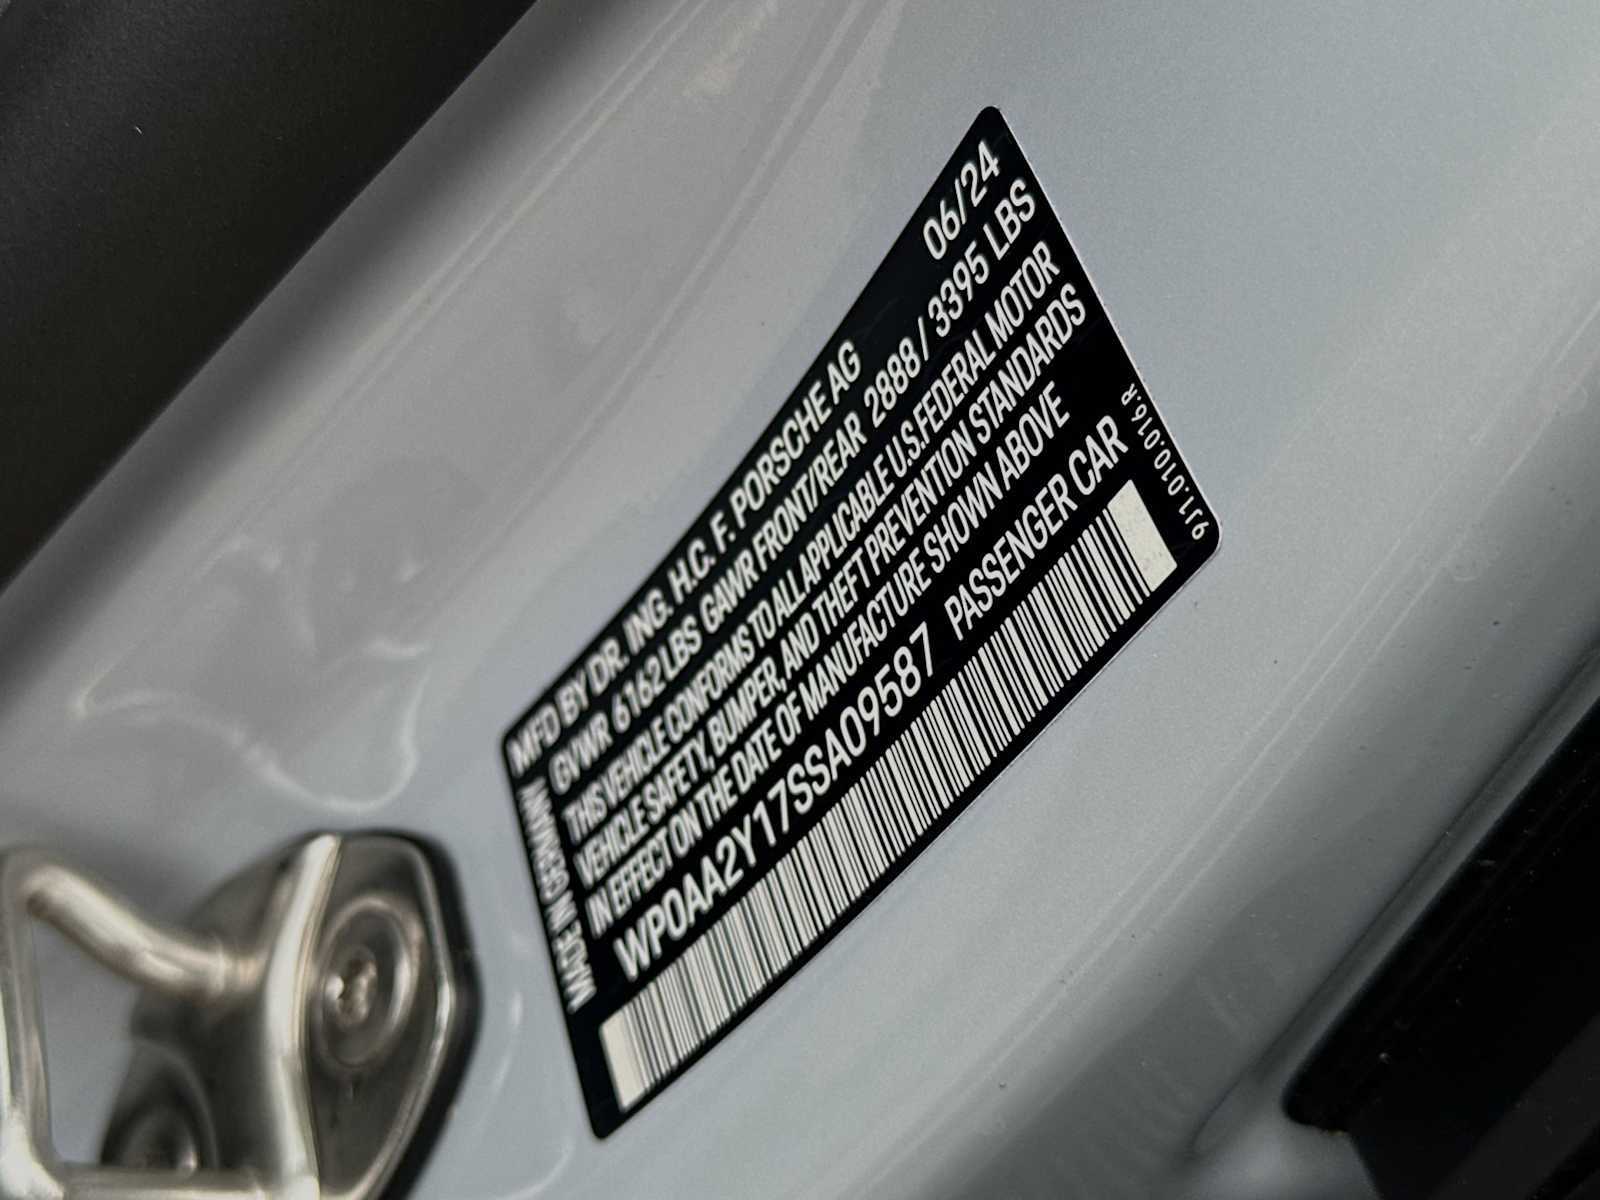 MFD BY DR. ING. H.C. F. PORSCHE AG 06/24
GVWR 6162 LBS GAWR FRONT/REAR 2888 / 3395 LBS
THIS VEHICLE CONFORMS TO ALL APPLICABLE U.S.FEDERAL MOTOR
VEHICLE SAFETY, BUMPER, AND THEFT PREVENTION STANDARDS
IN EFFECT ON THE DATE OF MANUFACTURE SHOWN ABOVE
WP0AA2Y17SSA09587 PASSENGER CAR
MADE IN GERMANY
9J1.010.016.R